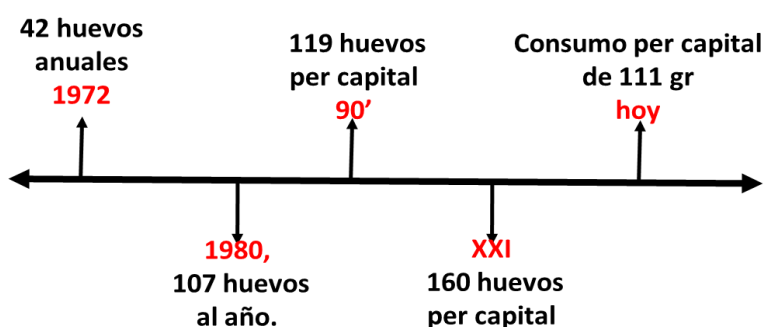 42 huevos
anuales
1972
119 huevos
per capital
90’
Consumo per capital
de 111 gr
hoy
1980,
107 huevos
al año.
XXI
160 huevos
per capital